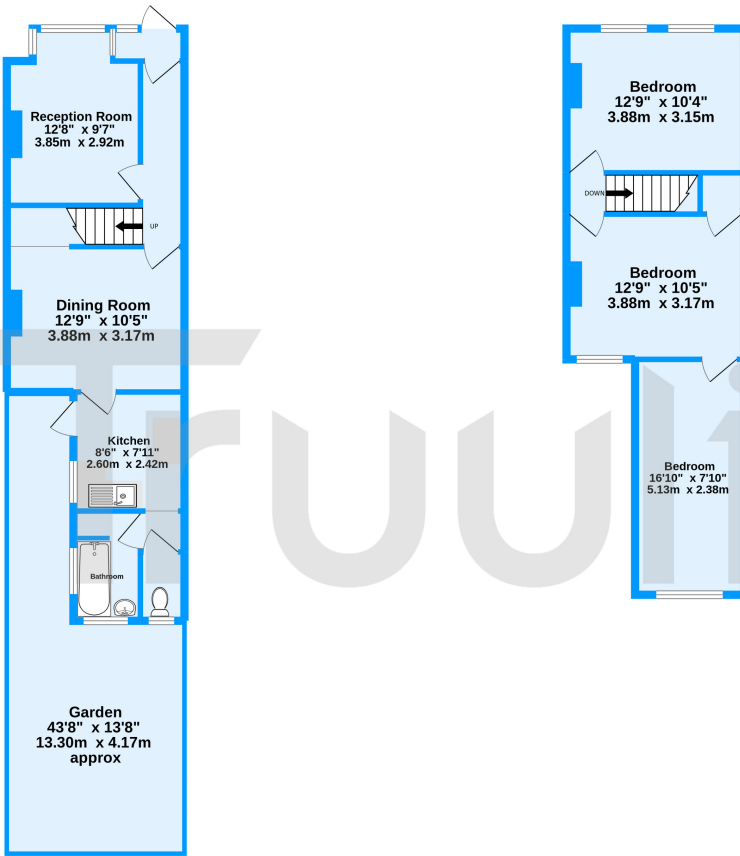 Reception Room
12'8" x 9'7"
3.85m x 2.92m
UP
Dining Room
12'9" x 10'5"
3.88m x 3.17m
Kitchen
8'6" x 7'11"
2.60m x 2.42m
Bathroom
Garden
43'8" x 13'8"
13.30m x 4.17m
approx
Bedroom
12'9" x 10'4"
3.88m x 3.15m
DOWN
Bedroom
12'9" x 10'5"
3.88m x 3.17m
Bedroom
16'10" x 7'10"
5.13m x 2.38m
Truuli